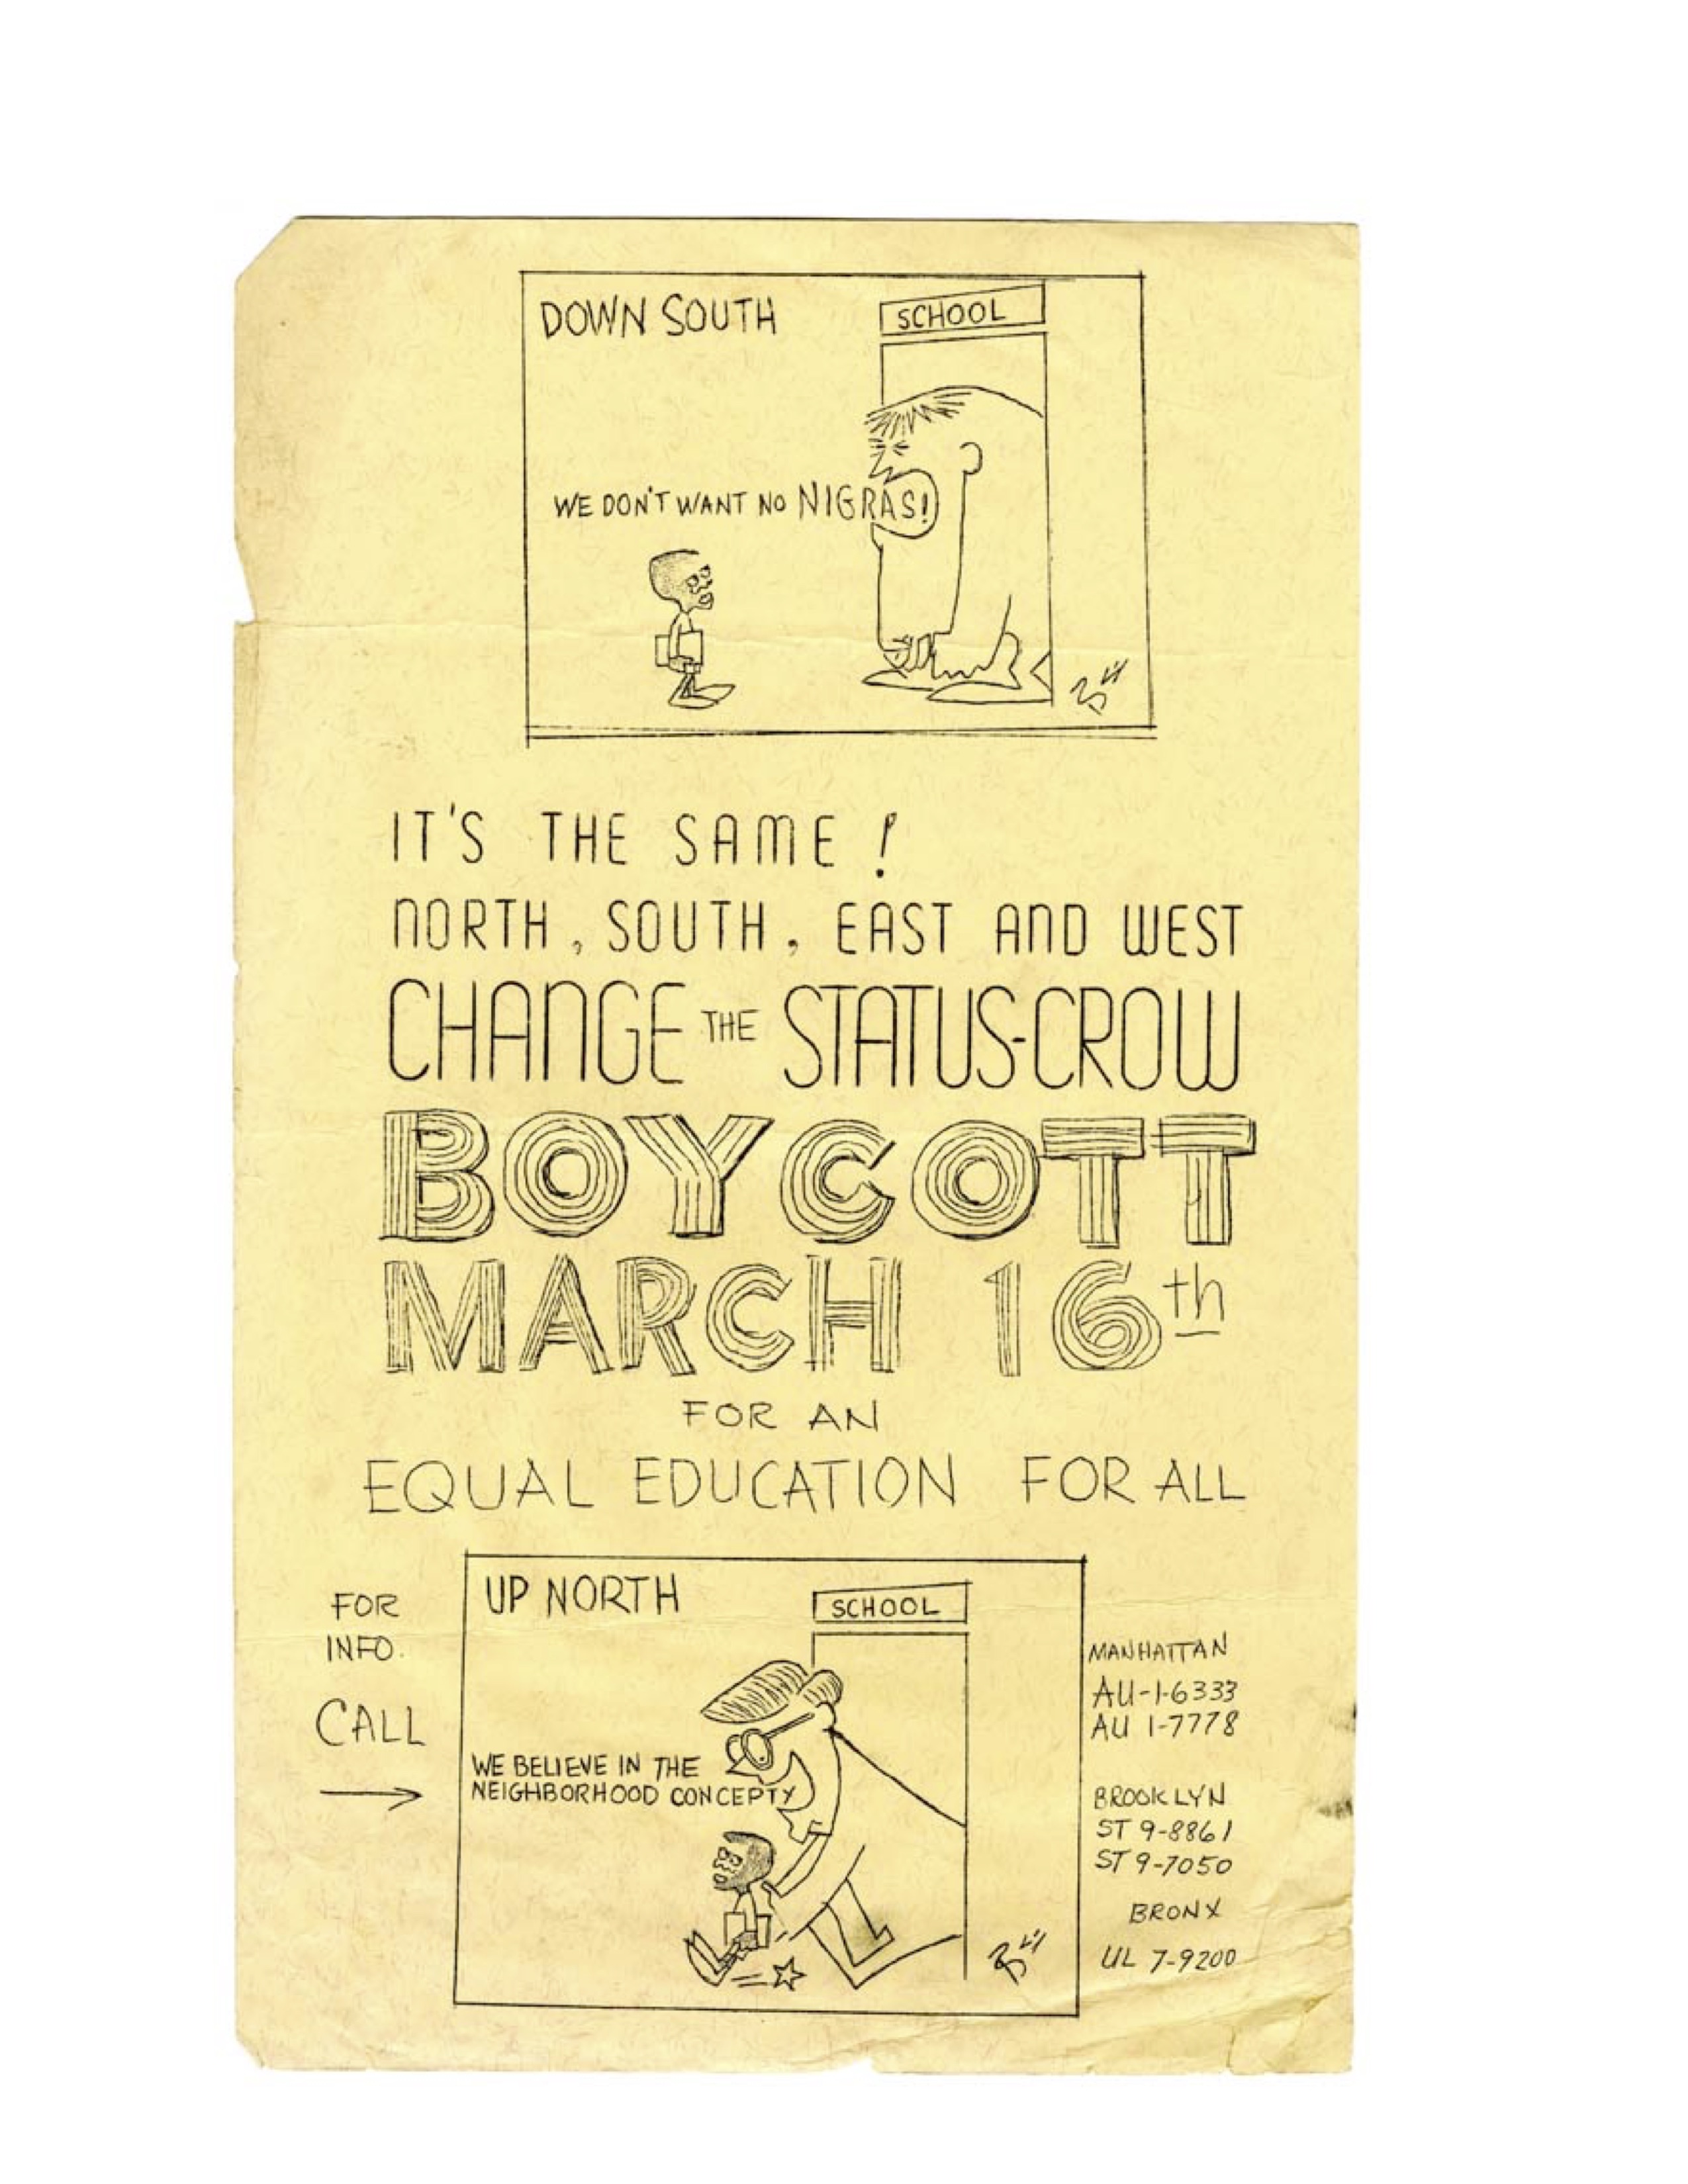 DOWN SOUTH
SCHOOL
WE DON'T WANT NO NIGRAS!
IT'S THE SAME!
NORTH, SOUTH, EAST AND WEST
CHANGE THE STATUS-CROW
BOYCOTT
MARCH 16th
FOR AN
EQUAL EDUCATION FOR ALL
FOR
INFO.
CALL
UP NORTH
SCHOOL
WE BELIEVE IN THE
NEIGHBORHOOD CONCEPT
MANHATTAN
AU-1-6333
AU 1-7778
BROOKLYN
ST 9-8861
ST 9-7050
BRONX
UL 7-9200